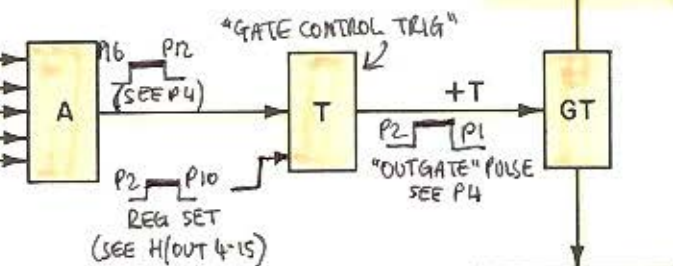 "GATE CONTROL TRIG"
P6 P12
(SEE P4)
A
T
+T
GT
P2 P1
"OUTGATE" PULSE
SEE P4
P2 P10
REG SET
(SEE H/OUT 4-15)